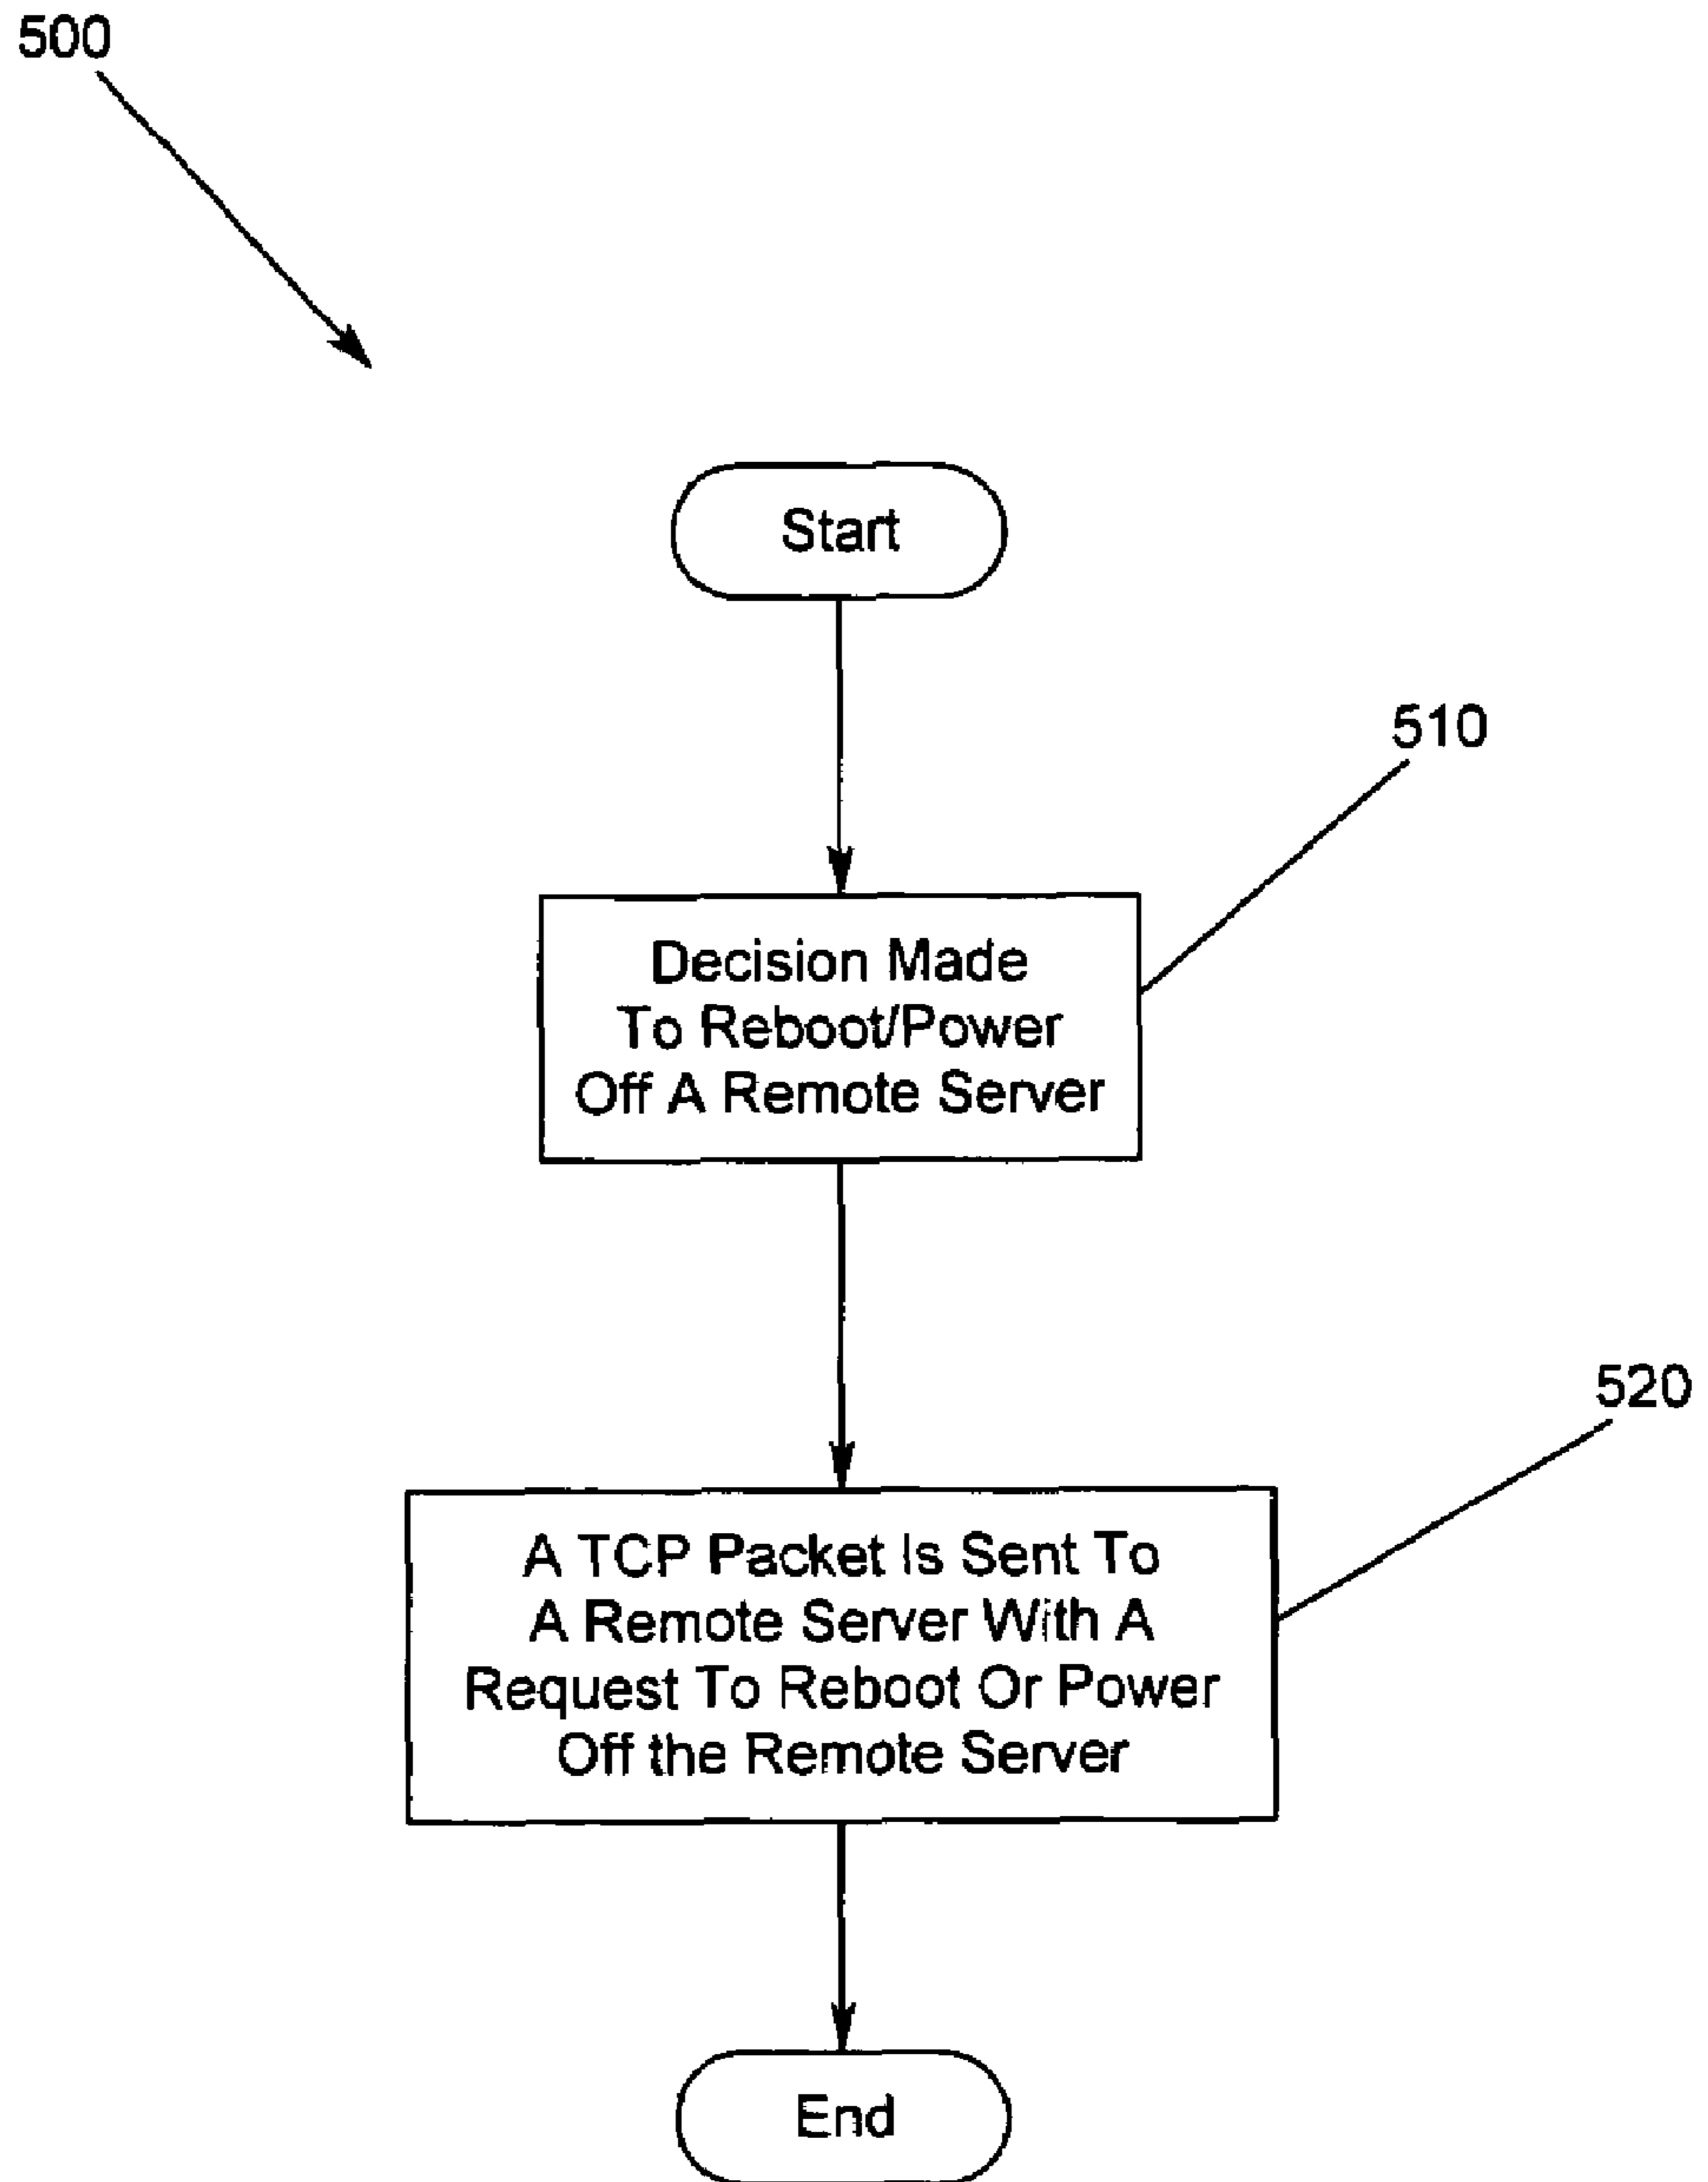 500
Start
510
Decision Made
To Reboot/Power
Off A Remote Server
520
A TCP Packet Is Sent To
A Remote Server With A
Request To Reboot Or Power
Off the Remote Server
End